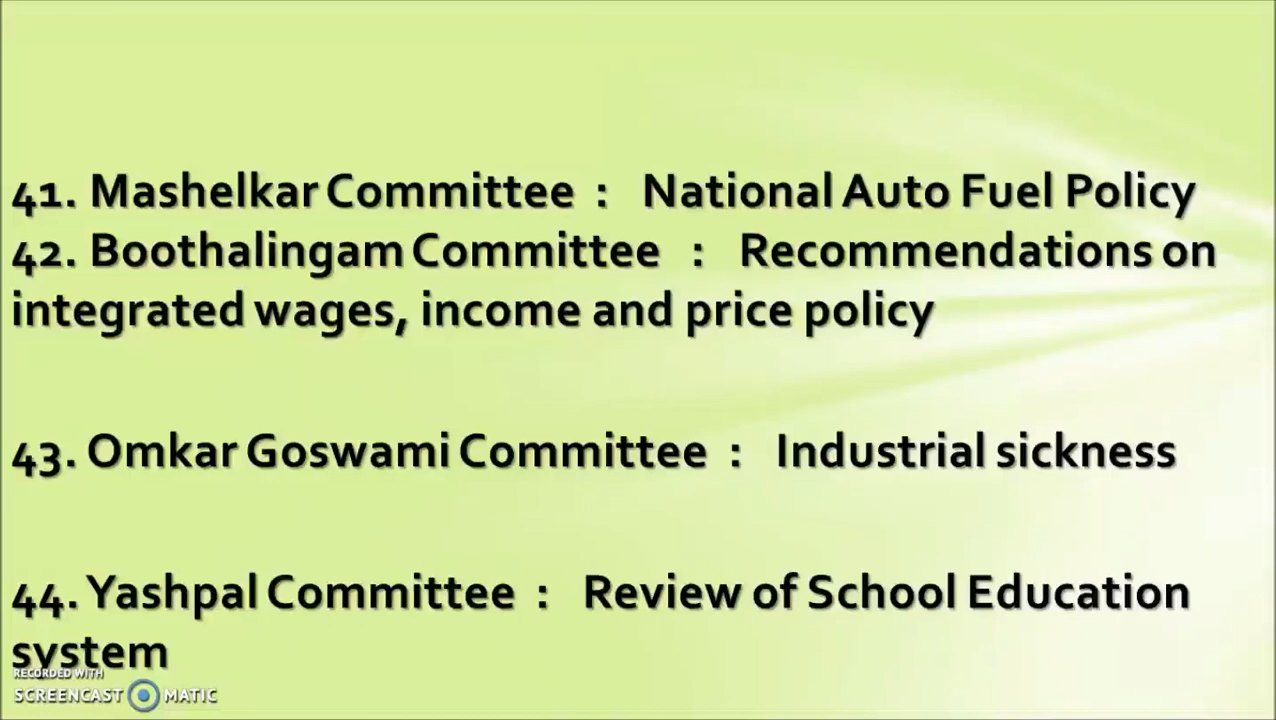 41. Mashelkar Committee : National Auto Fuel Policy
42. Boothalingam Committee : Recommendations on
integrated wages, income and price policy
43. Omkar Goswami Committee : Industrial sickness
44. Yashpal Committee : Review of School Education
system
RECORDED WITH
SCREENCAST MATIC